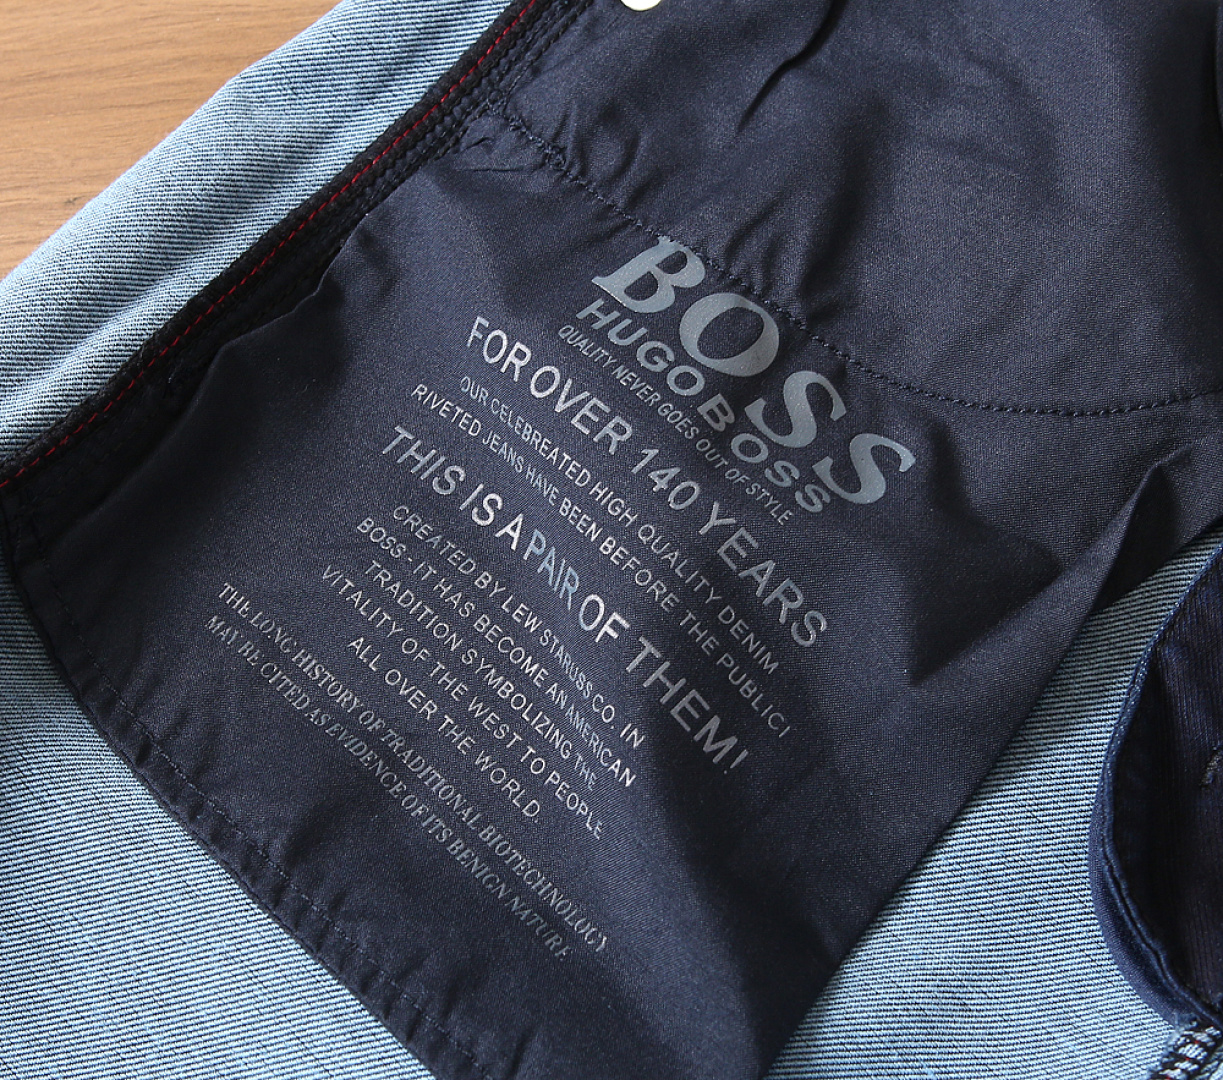 BOSS
HUGO BOSS
QUALITY NEVER GOES OUT OF STYLE
FOR OVER 140 YEARS
OUR CELEBREATED HIGH QUALITY DENIM
RIVETED JEANS HAVE BEEN BEFORE THE PUBLIC!
THIS IS A PAIR OF THEM!
CREATED BY LEW STARUSS CO. IN
BOSS- IT HAS BECOME AN AMERICAN
TRADITION SYMBOLIZING THE
VITALITY OF THE WEST TO PEOPLE
ALL OVER THE WORLD
THE LONG HISTORY OF TRADITIONAL BIOTECHNOLOGY
MAY BE CITED AS EVIDENCE OF ITS BENIGN NATURE